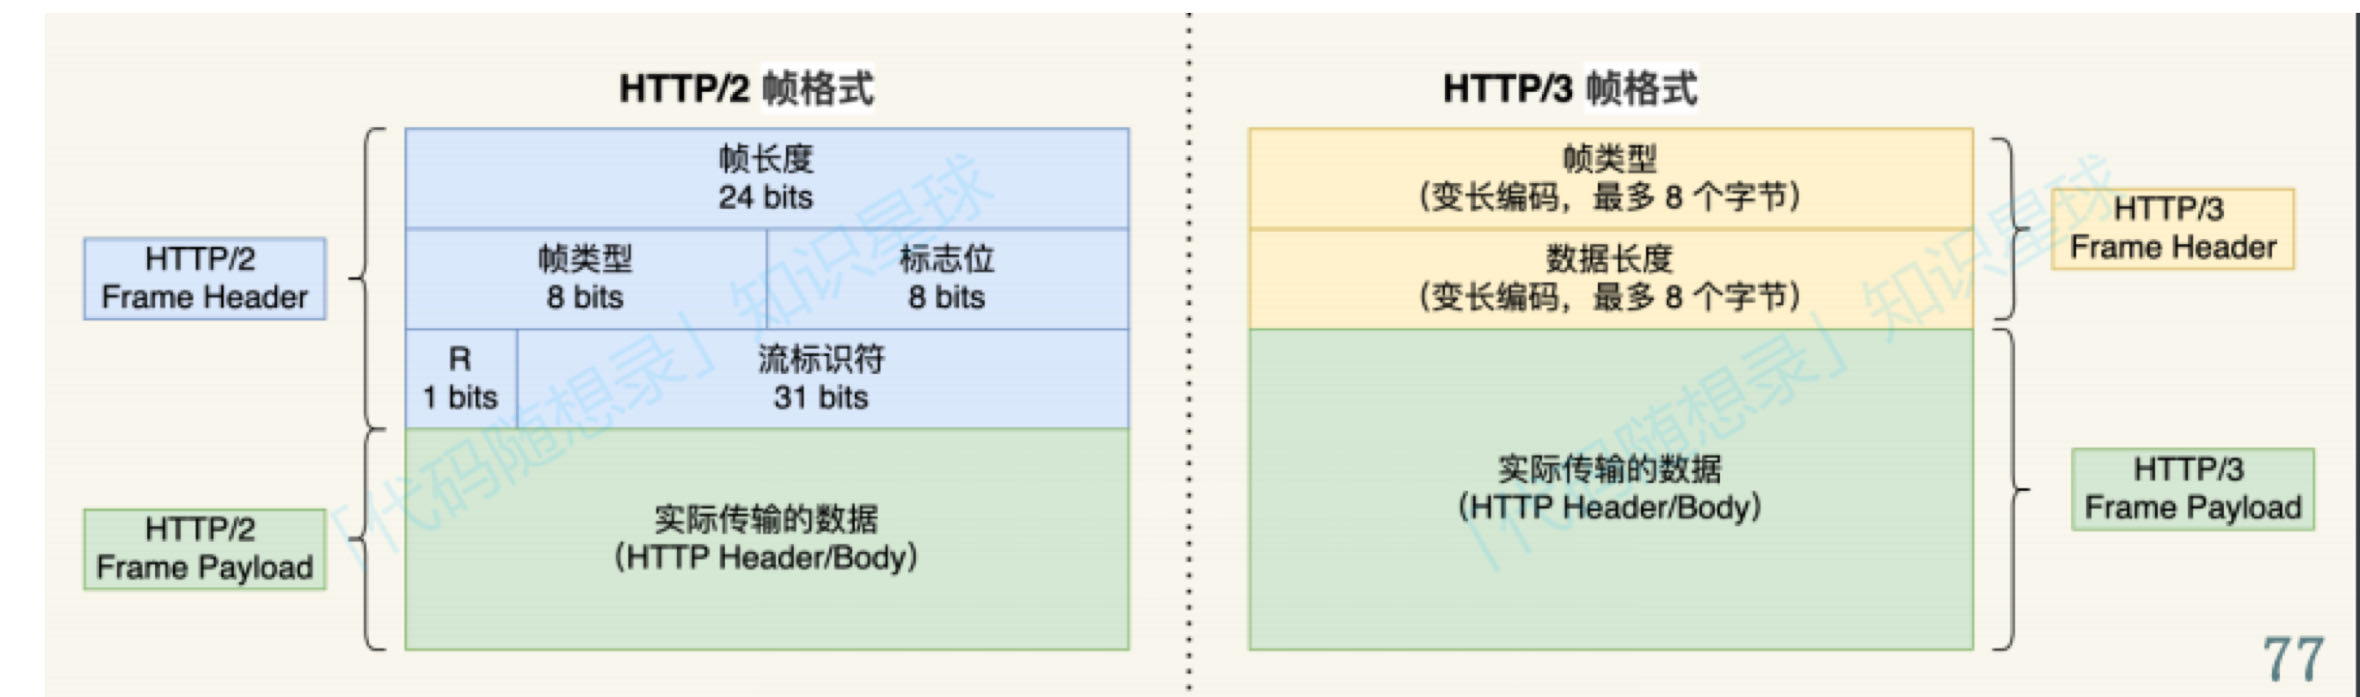 HTTP/2 帧格式
帧长度
24 bits
帧类型
8 bits
标志位
8 bits
R
1 bits
流标识符
31 bits
实际传输的数据
（HTTP Header/Body）
HTTP/2
Frame Header
HTTP/2
Frame Payload
「代码随想录」知识星球
HTTP/3 帧格式
帧类型
（变长编码，最多 8 个字节）
数据长度
（变长编码，最多 8 个字节）
实际传输的数据
（HTTP Header/Body）
HTTP/3
Frame Header
HTTP/3
Frame Payload
「代码随想录」知识星球
77